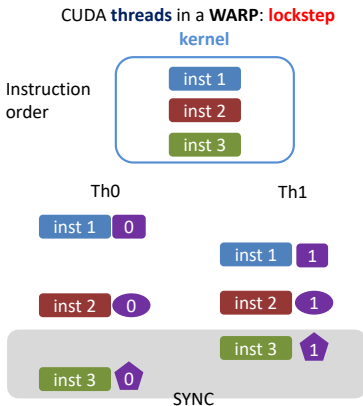 CUDA threads in a WARP: lockstep
kernel
Instruction
order
inst 1
inst 2
inst 3
Th0
Th1
inst 1 0
inst 1 1
inst 2 0
inst 2 1
inst 3 1
inst 3 0
SYNC